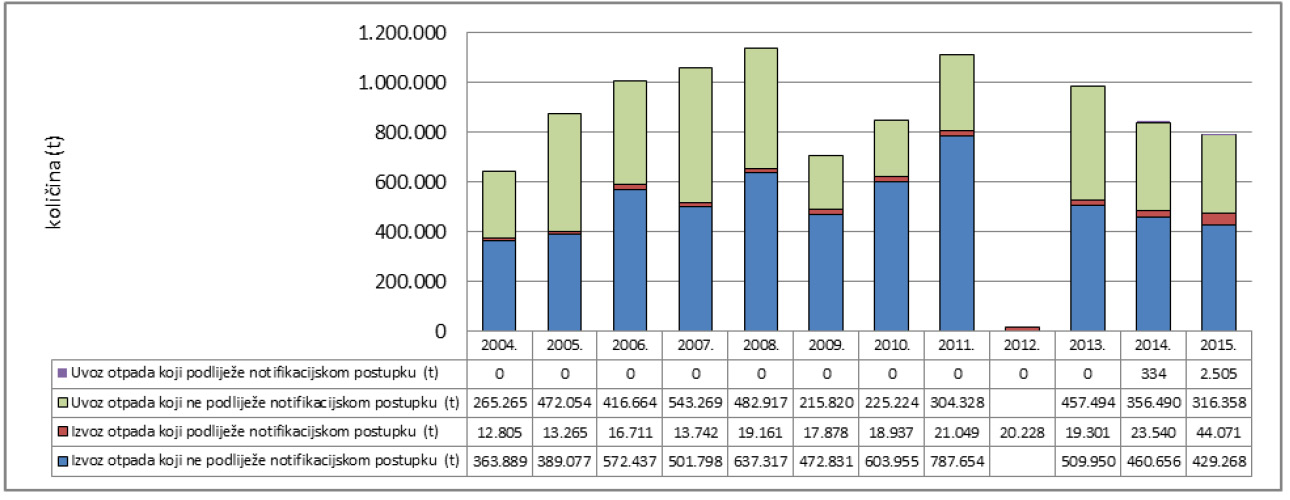 1.200.000
1.000.000
800.000
600.000
400.000
200.000
0
količina (t)
2004. 2005. 2006. 2007. 2008. 2009. 2010. 2011. 2012. 2013. 2014. 2015.
Uvoz otpada koji podliježe notifikacijskom postupku (t) 0 0 0 0 0 0 0 0 0 0 334 2.505
Uvoz otpada koji ne podliježe notifikacijskom postupku (t) 265.265 472.054 416.664 543.269 482.917 215.820 225.224 304.328 457.494 356.490 316.358
Izvoz otpada koji podliježe notifikacijskom postupku (t) 12.805 13.265 16.711 13.742 19.161 17.878 18.937 21.049 20.228 19.301 23.540 44.071
Izvoz otpada koji ne podliježe notifikacijskom postupku (t) 363.889 389.077 572.437 501.798 637.317 472.831 603.955 787.654 509.950 460.656 429.268